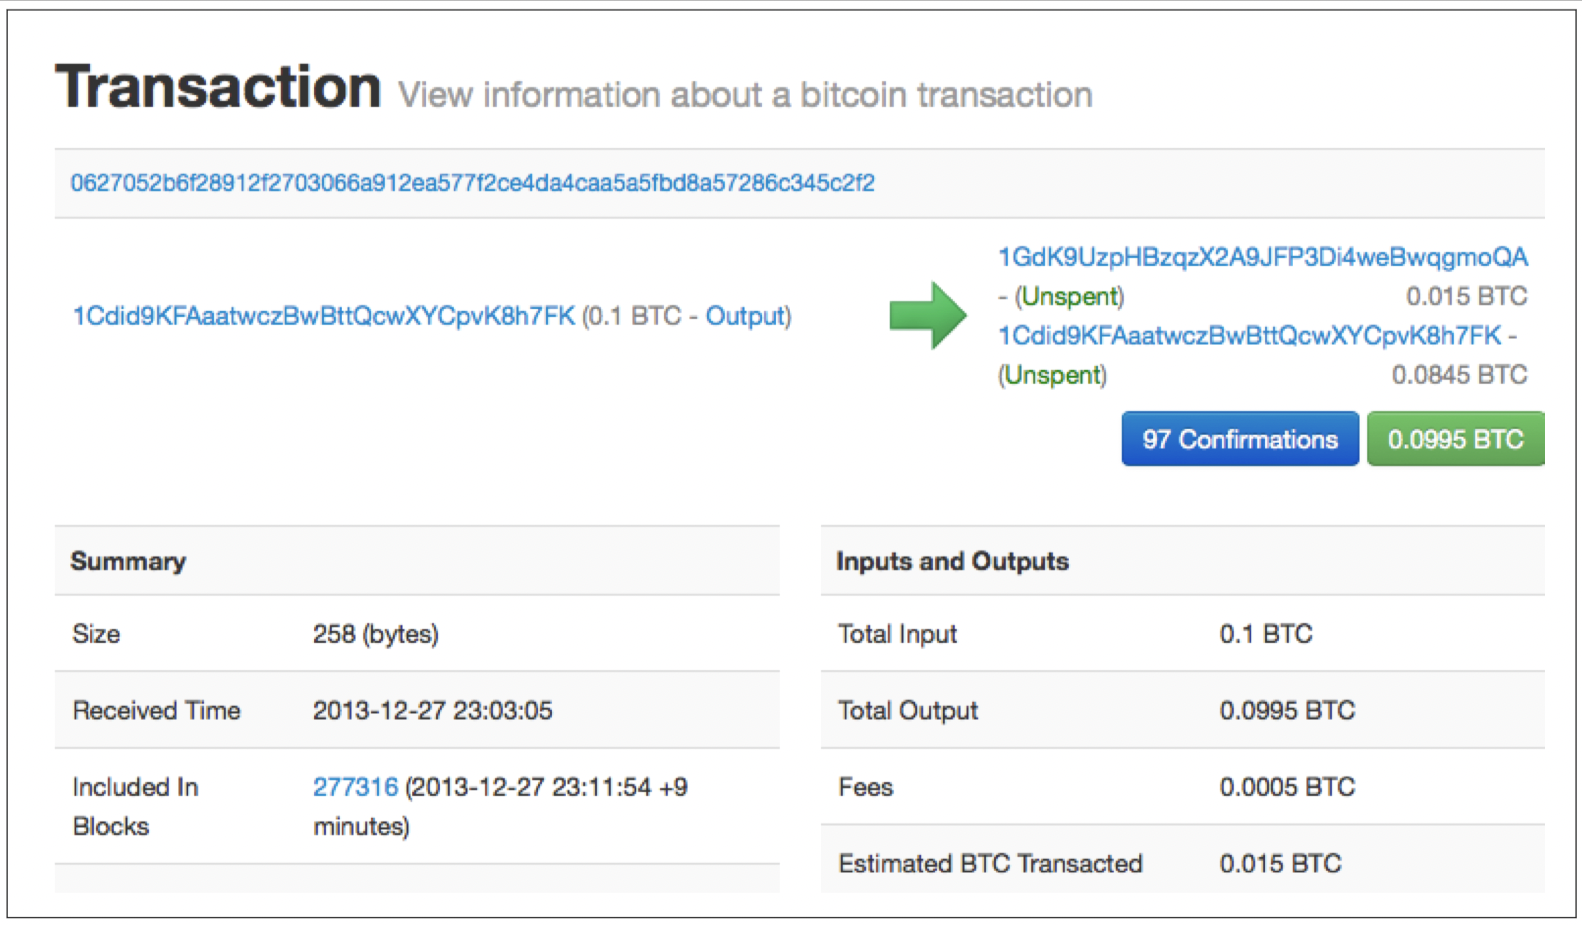 Transaction View information about a bitcoin transaction
0627052b6f28912f2703066a912ea577f2ce4da4caa5a5fbd8a57286c345c2f2
1Cdid9KFAaatwczBwBttQcwXYCpvK8h7FK (0.1 BTC - Output)
1GdK9UzpHBzqzX2A9JFP3Di4weBwqgmoQA
- (Unspent) 0.015 BTC
1Cdid9KFAaatwczBwBttQcwXYCpvK8h7FK -
(Unspent) 0.0845 BTC
97 Confirmations 0.0995 BTC
Summary
Size 258 (bytes)
Received Time 2013-12-27 23:03:05
Included In 277316 (2013-12-27 23:11:54 +9
Blocks minutes)
Inputs and Outputs
Total Input 0.1 BTC
Total Output 0.0995 BTC
Fees 0.0005 BTC
Estimated BTC Transacted 0.015 BTC